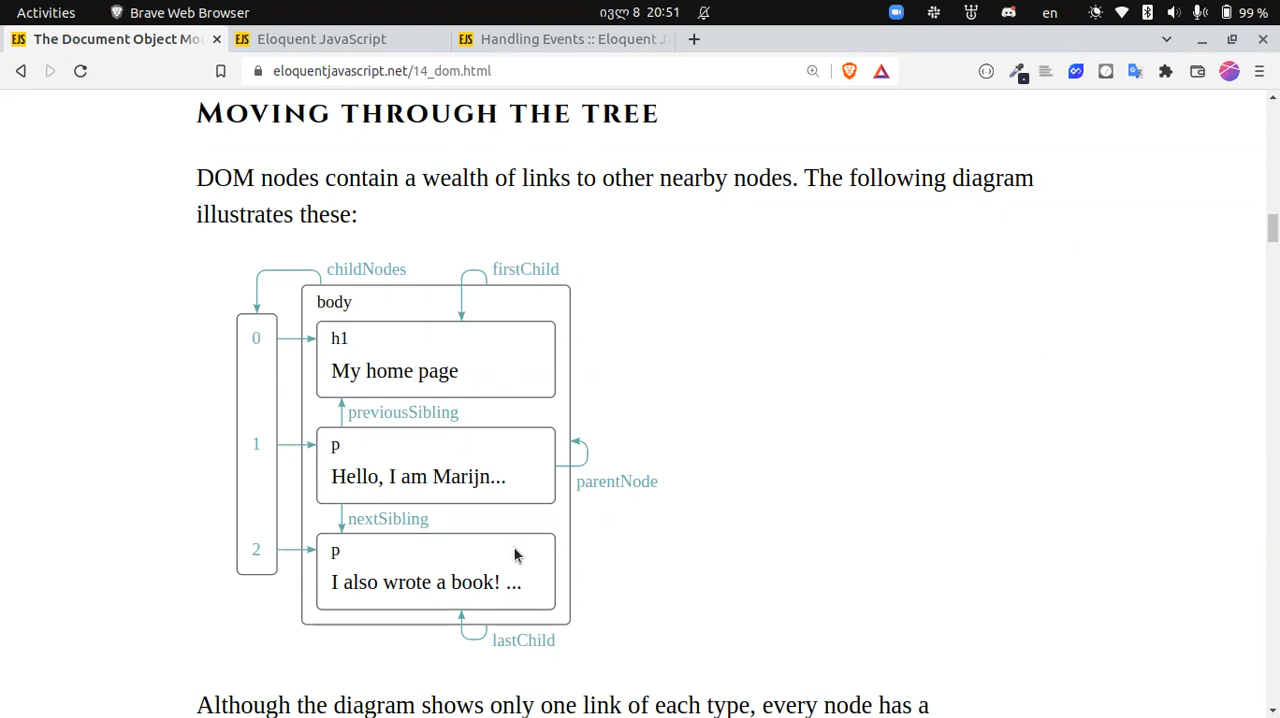 Activities Brave Web Browser ივლ 8 20:51 en 99 %
EJS The Document Object Mo EJS Eloquent JavaScript EJS Handling Events :: Eloquent J
eloquentjavascript.net/14_dom.html
MOVING THROUGH THE TREE
DOM nodes contain a wealth of links to other nearby nodes. The following diagram
illustrates these:
childNodes firstChild
body
0 h1
My home page
previousSibling
1 p
Hello, I am Marijn...
parentNode
nextSibling
2 p
I also wrote a book! ...
lastChild
Although the diagram shows only one link of each type, every node has a